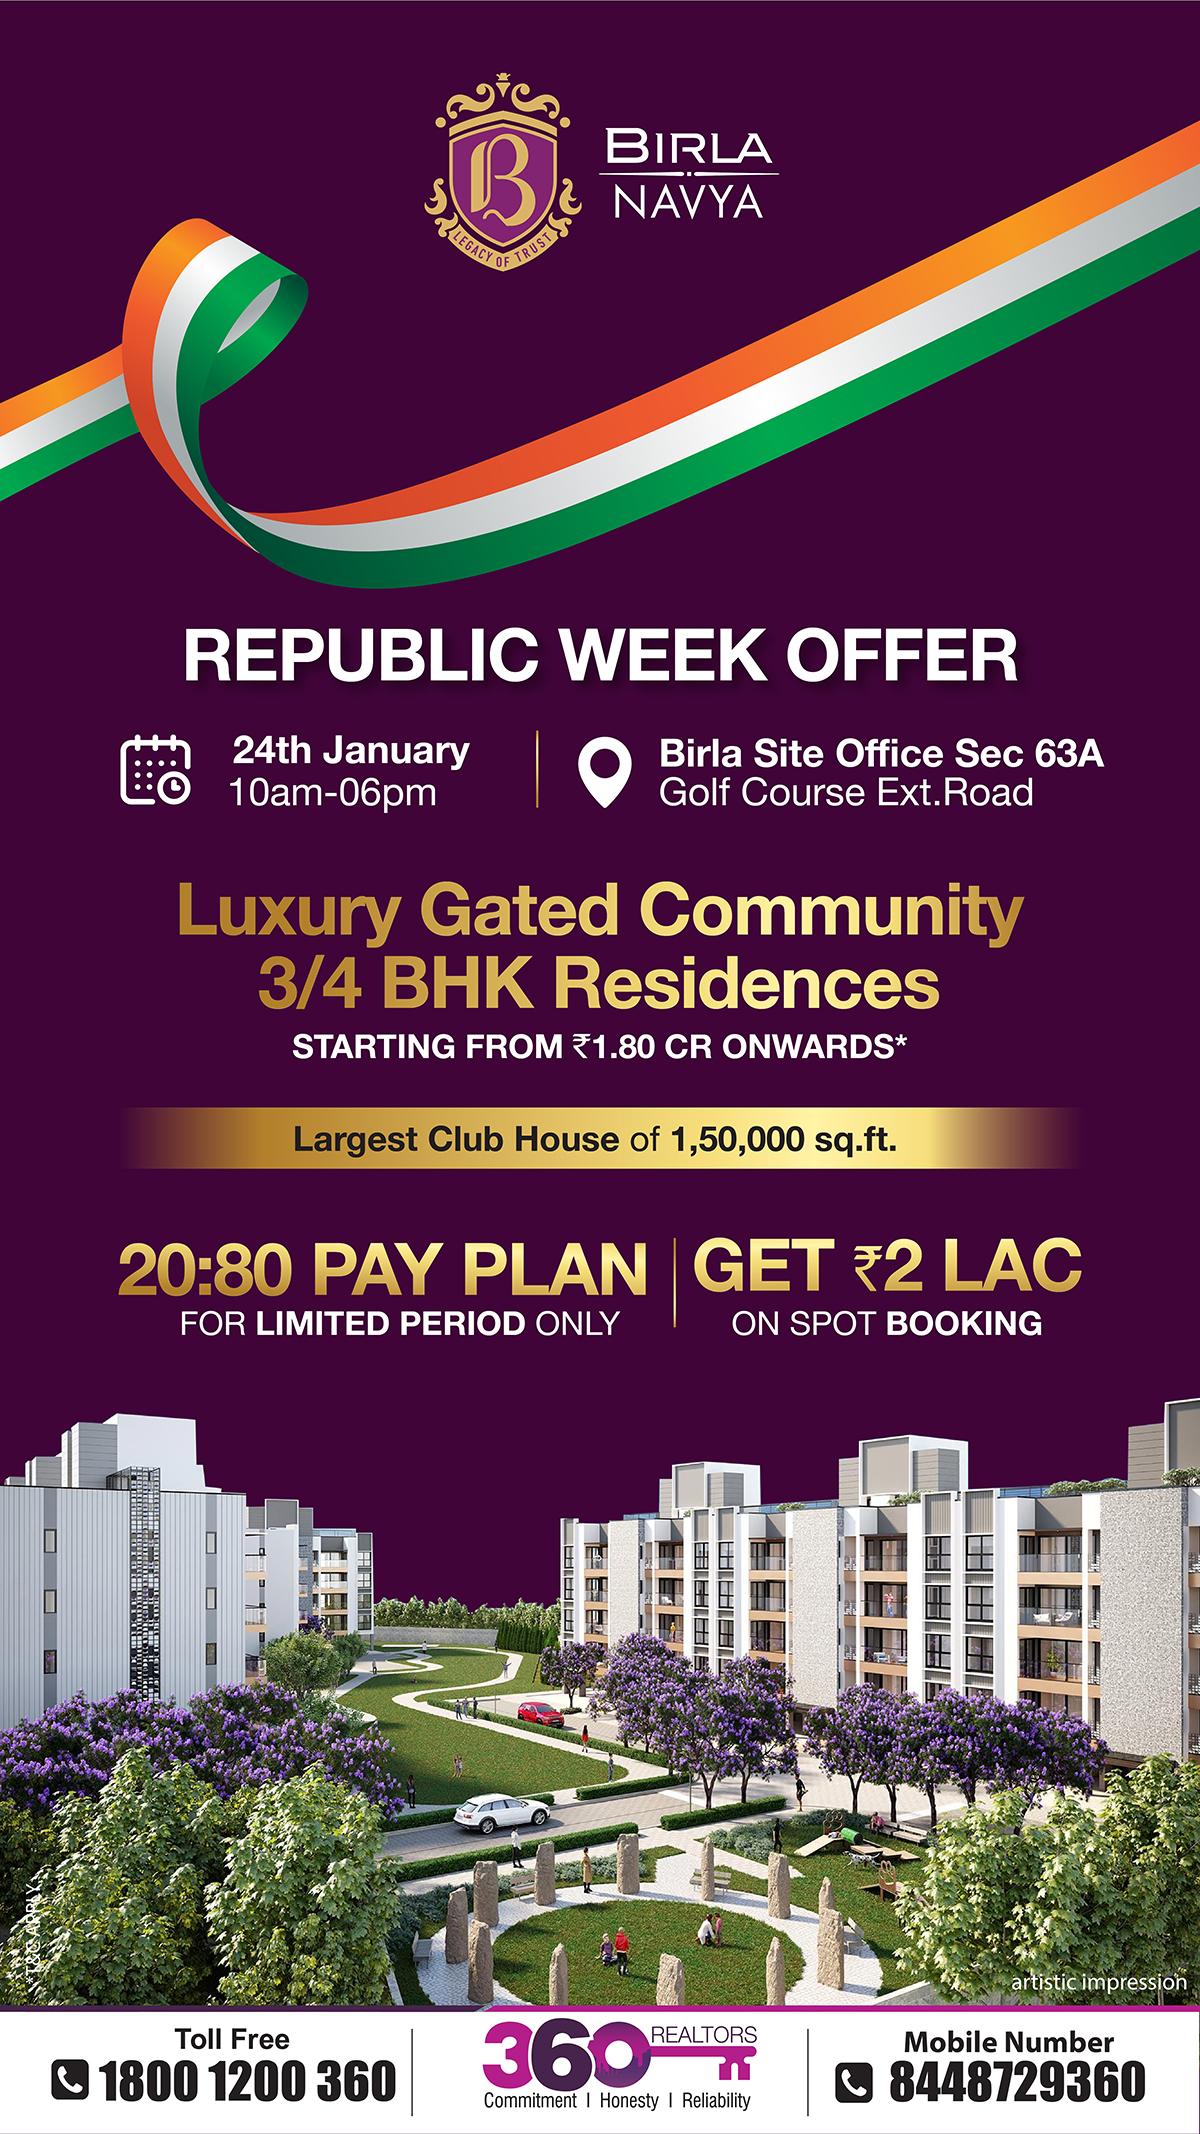 B
LEGACY OF TRUST
BIRLA
NAVYA
REPUBLIC WEEK OFFER
24th January
10am-06pm
Birla Site Office Sec 63A
Golf Course Ext.Road
Luxury Gated Community
3/4 BHK Residences
STARTING FROM ₹1.80 CR ONWARDS*
Largest Club House of 1,50,000 sq.ft.
20:80 PAY PLAN
FOR LIMITED PERIOD ONLY
GET ₹2 LAC
ON SPOT BOOKING
*T&C APPLY
artistic impression
Toll Free
1800 1200 360
360 REALTORS
Commitment I Honesty I Reliability
Mobile Number
8448729360